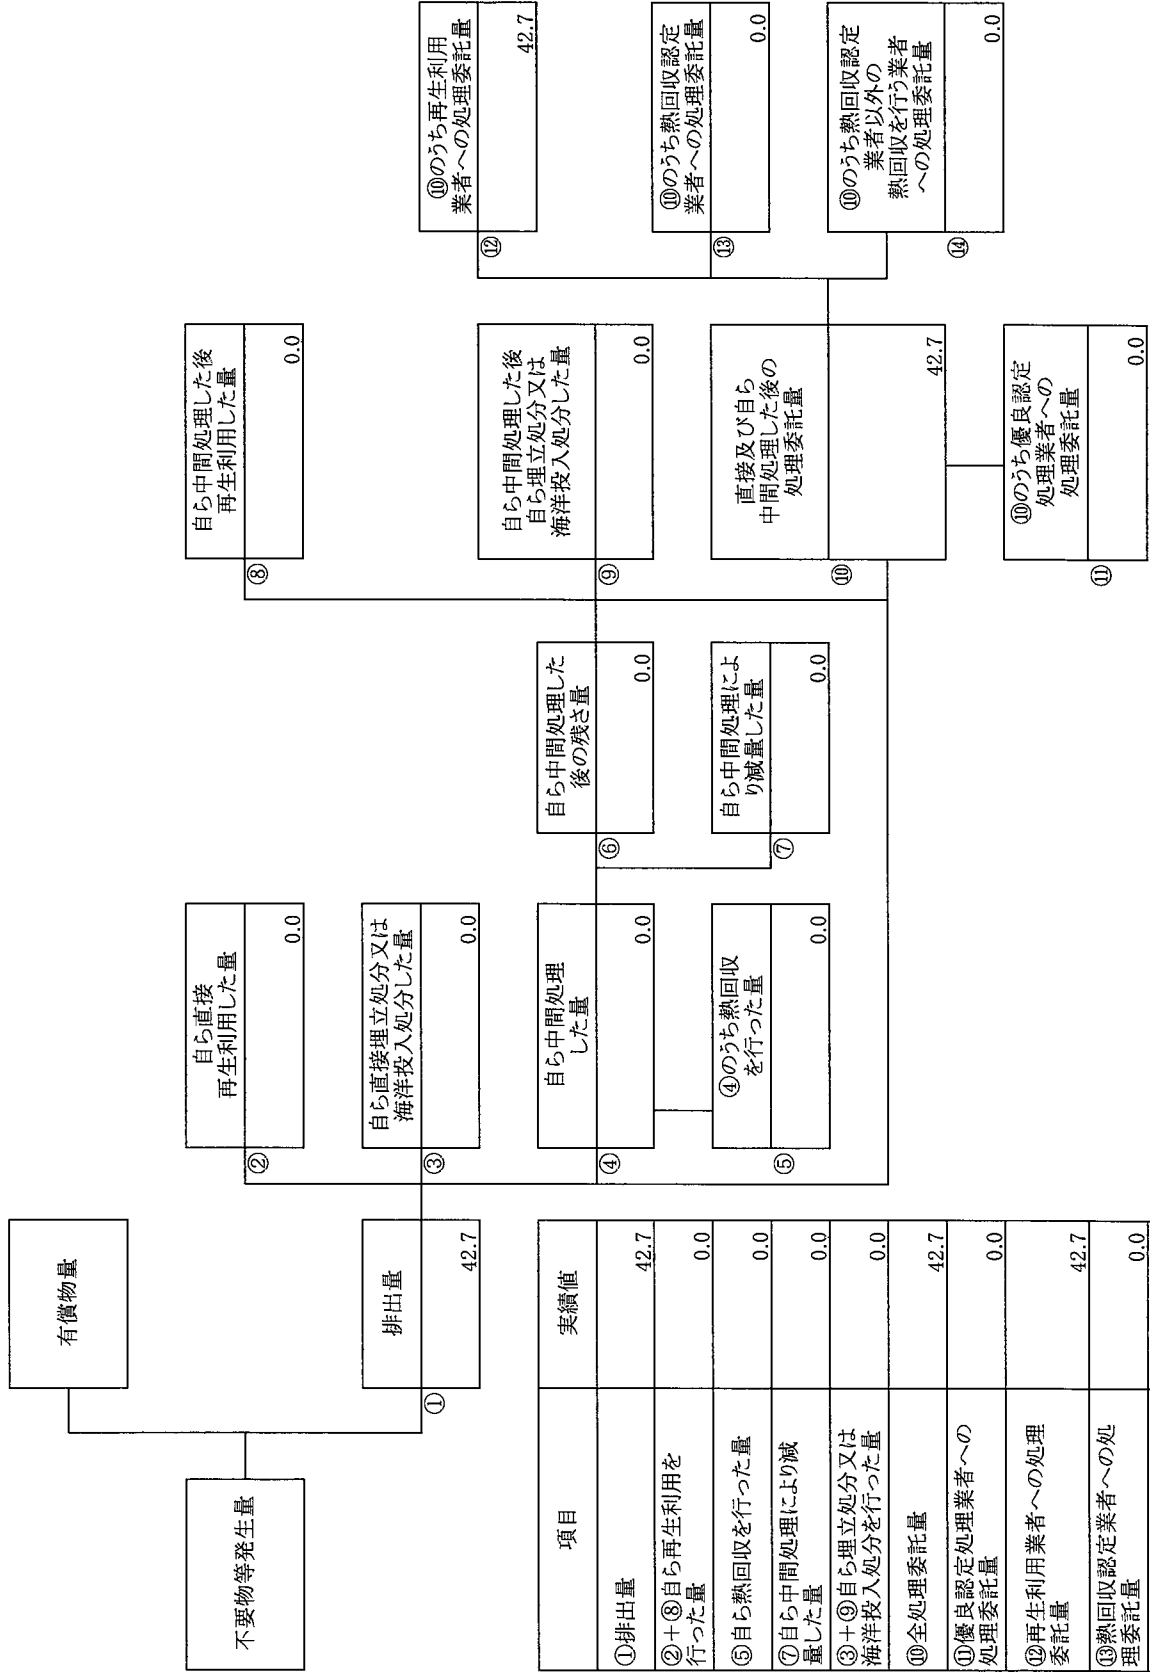 不要物等発生量
有償物量
①
排出量
42.7
②
自ら直接
再生利用した量
0.0
③
自ら直接埋立処分又は
海洋投入処分した量
0.0
④
自ら中間処理
した量
0.0
⑤
④のうち熱回収
を行った量
0.0
⑥
自ら中間処理した
後の残さ量
0.0
⑦
自ら中間処理によ
り減量した量
0.0
⑧
自ら中間処理した後
再生利用した量
0.0
⑨
自ら中間処理した後
自ら埋立処分又は
海洋投入処分した量
0.0
⑩
直接及び自ら
中間処理した後の
処理委託量
42.7
⑪
⑩のうち優良認定
処理業者への
処理委託量
0.0
⑫
⑩のうち再生利用
業者への処理委託量
42.7
⑬
⑩のうち熱回収認定
業者への処理委託量
0.0
⑭
⑩のうち熱回収認定
業者以外の
熱回収を行う業者
への処理委託量
0.0
項目 実績値
①排出量 42.7
②+⑧自ら再生利用を
行った量 0.0
⑤自ら熱回収を行った量 0.0
⑦自ら中間処理により減
量した量 0.0
③+⑨自ら埋立処分又は
海洋投入処分を行った量 0.0
⑩全処理委託量 42.7
⑪優良認定処理業者への
処理委託量 0.0
⑫再生利用業者への処理
委託量 42.7
⑬熱回収認定業者への処
理委託量 0.0